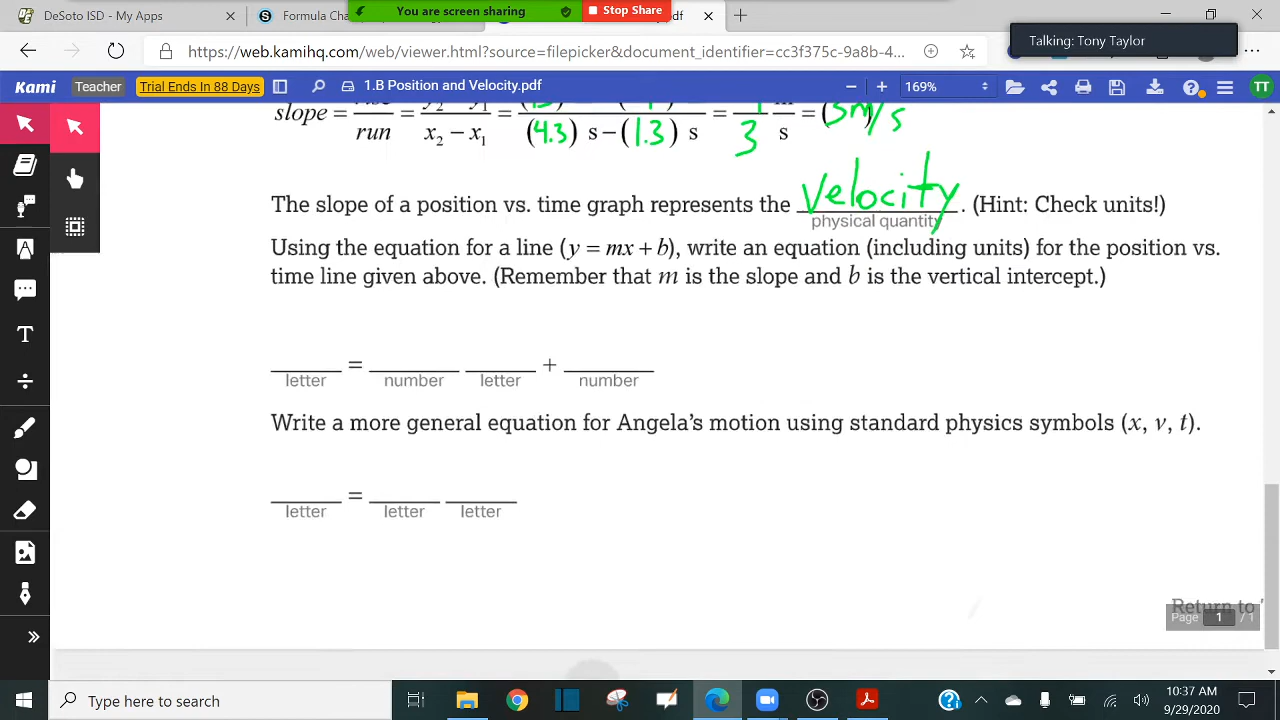 Desoto ISD
Formula Char
You are screen sharing
Stop Share
.pdf
https://web.kamihq.com/web/viewer.html?source=filepicker&document_identifier=cc3f375c-9a8b-4...
Talking: Tony Taylor
Kami Teacher Trial Ends In 88 Days 1.B Position and Velocity.pdf 169% TT
slope = = y₂ − y₁ = = m =
run x₂ − x₁ (4.3) s − (1.3) s 3 s (3m/s)
The slope of a position vs. time graph represents the velocity. (Hint: Check units!)
physical quantity
Using the equation for a line (y = mx + b), write an equation (including units) for the position vs.
time line given above. (Remember that m is the slope and b is the vertical intercept.)
= +
letter number letter number
Write a more general equation for Angela's motion using standard physics symbols (x, v, t).
=
letter letter letter
Return to
Page 1 / 1
Type here to search
10:37 AM
9/29/2020